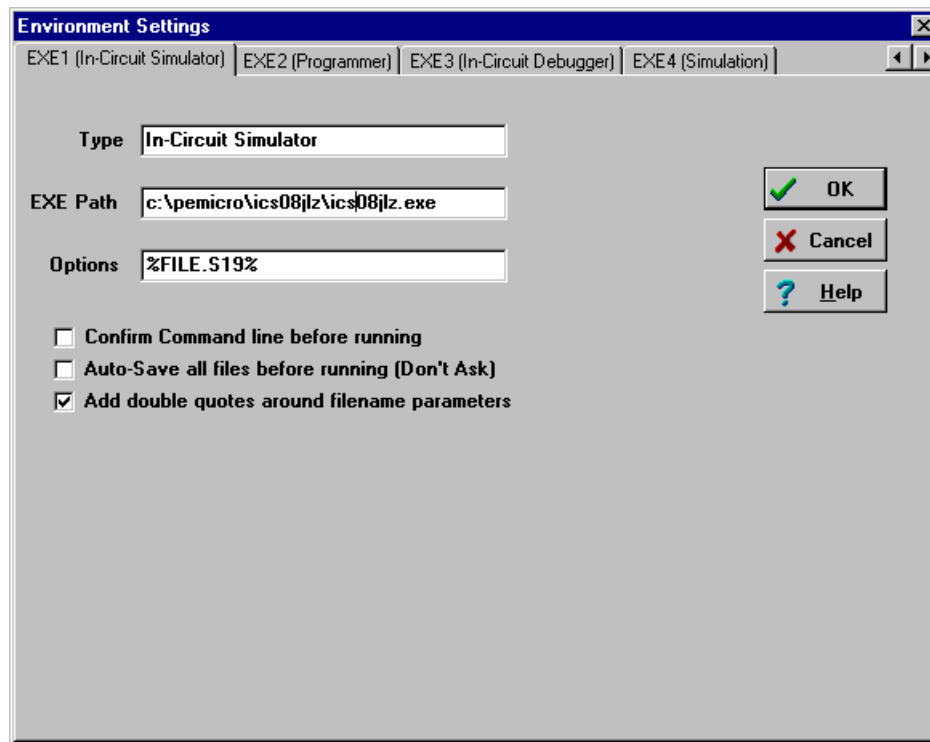 Environment Settings
EXE1 (In-Circuit Simulator) EXE2 (Programmer) EXE3 (In-Circuit Debugger) EXE4 (Simulation)
Type In-Circuit Simulator
EXE Path c:\pemicro\ics08jlz\ics08jlz.exe
Options %FILE.S19%
OK
Cancel
Help
Confirm Command line before running
Auto-Save all files before running (Don't Ask)
Add double quotes around filename parameters